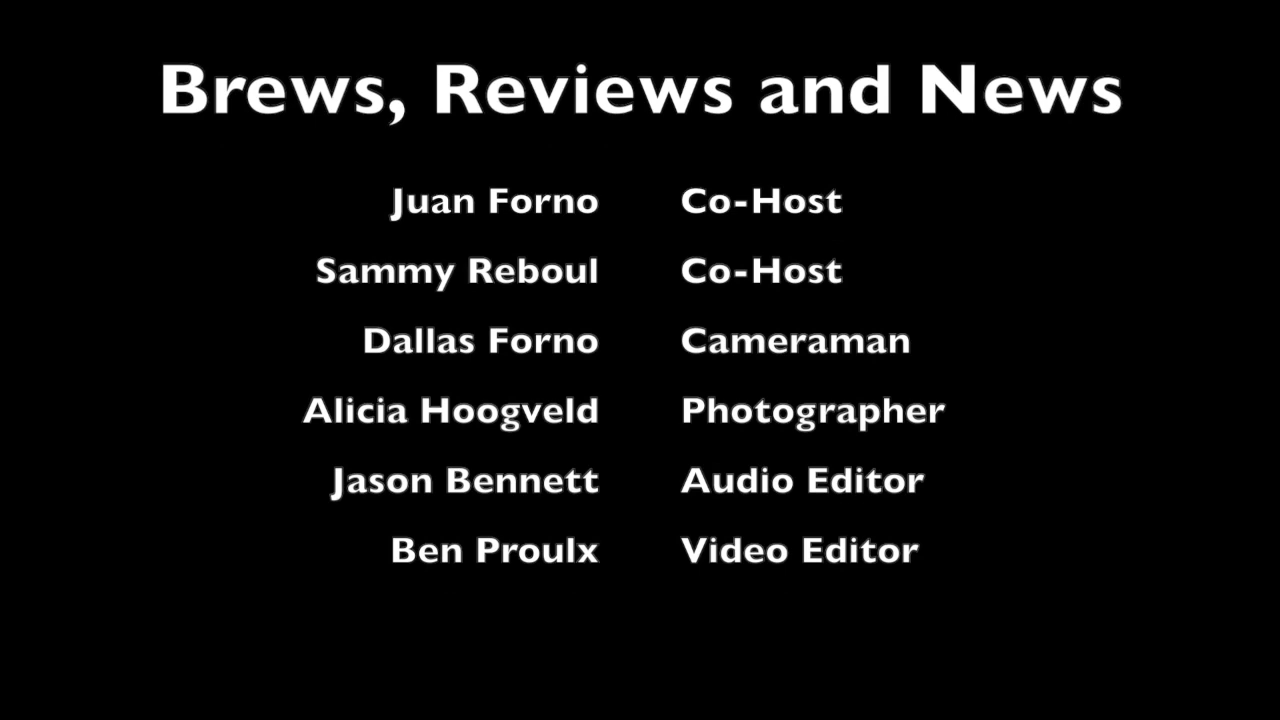 Brews, Reviews and News
Juan Forno Co-Host
Sammy Reboul Co-Host
Dallas Forno Cameraman
Alicia Hoogveld Photographer
Jason Bennett Audio Editor
Ben Proulx Video Editor